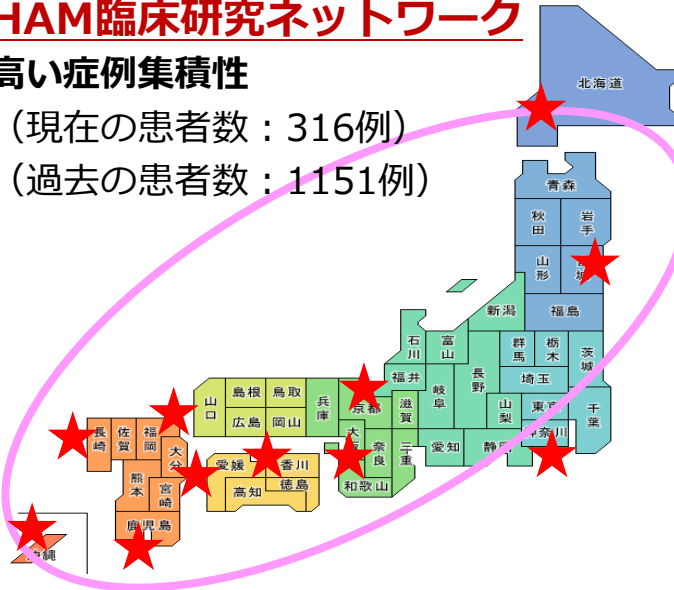 HAM臨床研究ネットワーク
高い症例集積性
（現在の患者数：316例）
（過去の患者数：1151例）
北海道
青森
秋田
岩手
山形
福島
新潟
石川
富山
群馬
栃木
茨城
福井
岐阜
長野
埼玉
山口
島根
鳥取
兵庫
京都
滋賀
山梨
東京
千葉
広島
岡山
長崎
佐賀
福岡
大分
大阪
奈良
三重
愛知
静岡
神奈川
愛媛
香川
和歌山
熊本
宮崎
高知
徳島
鹿児島
沖縄